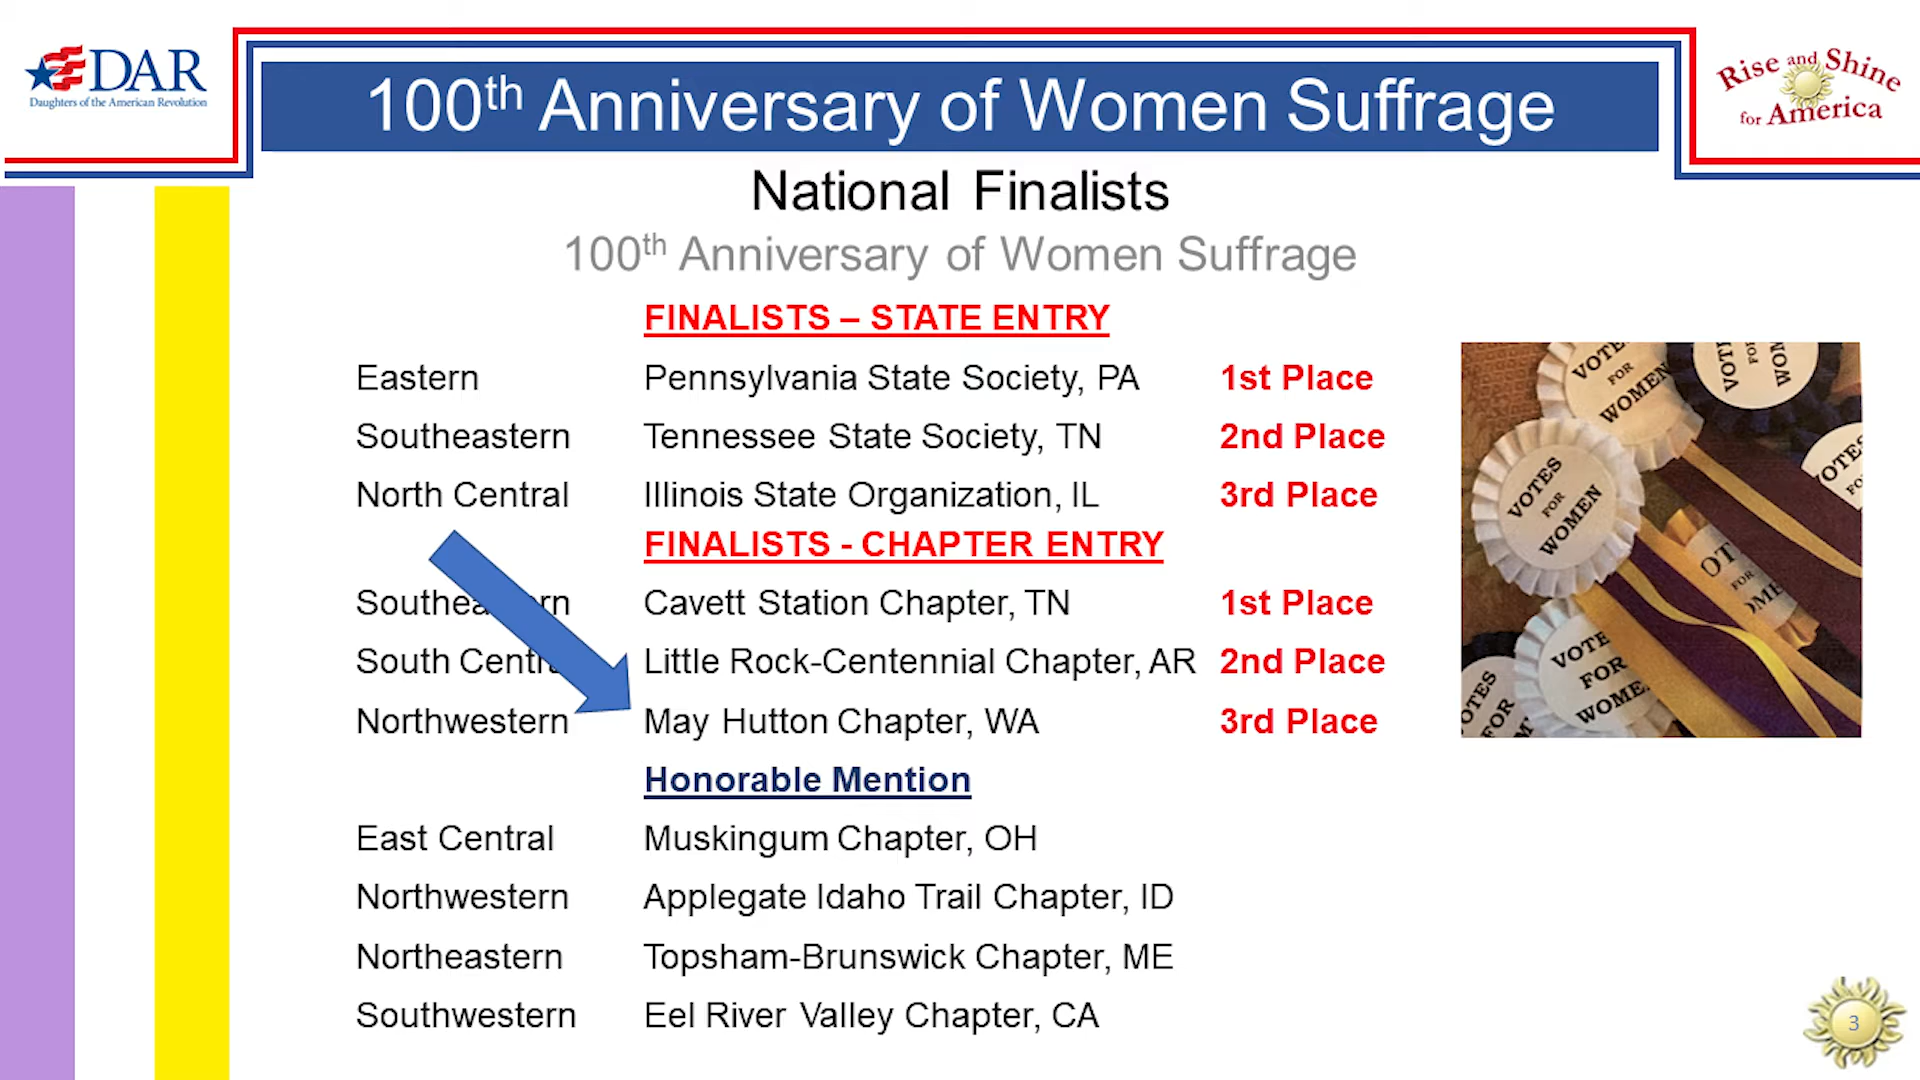 DAR
Daughters of the American Revolution
100th Anniversary of Women Suffrage
Rise and Shine
for America
National Finalists
100th Anniversary of Women Suffrage
FINALISTS – STATE ENTRY
Eastern Pennsylvania State Society, PA 1st Place
Southeastern Tennessee State Society, TN 2nd Place
North Central Illinois State Organization, IL 3rd Place
FINALISTS - CHAPTER ENTRY
Southea rn Cavett Station Chapter, TN 1st Place
South Centr Little Rock-Centennial Chapter, AR 2nd Place
Northwestern May Hutton Chapter, WA 3rd Place
Honorable Mention
East Central Muskingum Chapter, OH
Northwestern Applegate Idaho Trail Chapter, ID
Northeastern Topsham-Brunswick Chapter, ME
Southwestern Eel River Valley Chapter, CA
VOTES
FOR
WOMEN
VOTES
FOR
WOMEN
3